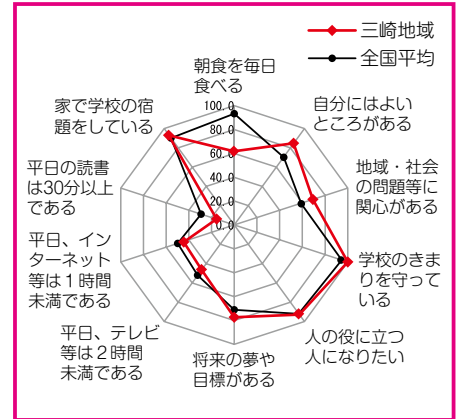 三崎地域
全国平均
朝食を毎日
食べる
自分にはよい
ところがある
地域・社会
の問題等に
関心がある
学校のきま
りを守って
いる
人の役に立つ
人になりたい
将来の夢や
目標がある
平日、テレビ
等は２時間
未満である
平日、イン
ターネット
等は１時間
未満である
平日の読書
は30分以上
である
家で学校の宿
題をしている
100.0
80.0
60.0
40.0
20.0
0.0